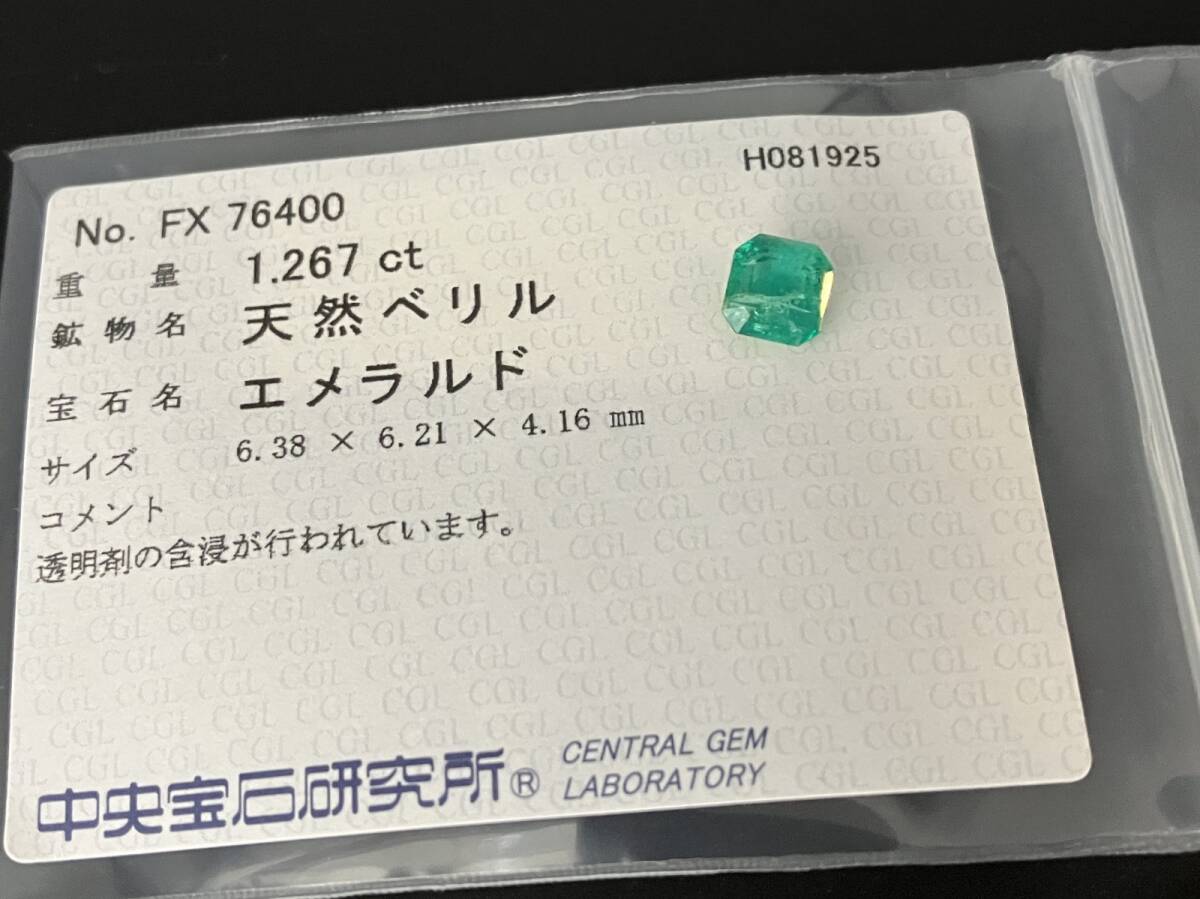 H081925
No. FX 76400
重量 1.267 ct
鉱物名 天然ベリル
宝石名 エメラルド
サイズ 6.38 × 6.21 × 4.16 mm
コメント
透明剤の含浸が行われています。
中央宝石研究所® CENTRAL GEM
LABORATORY